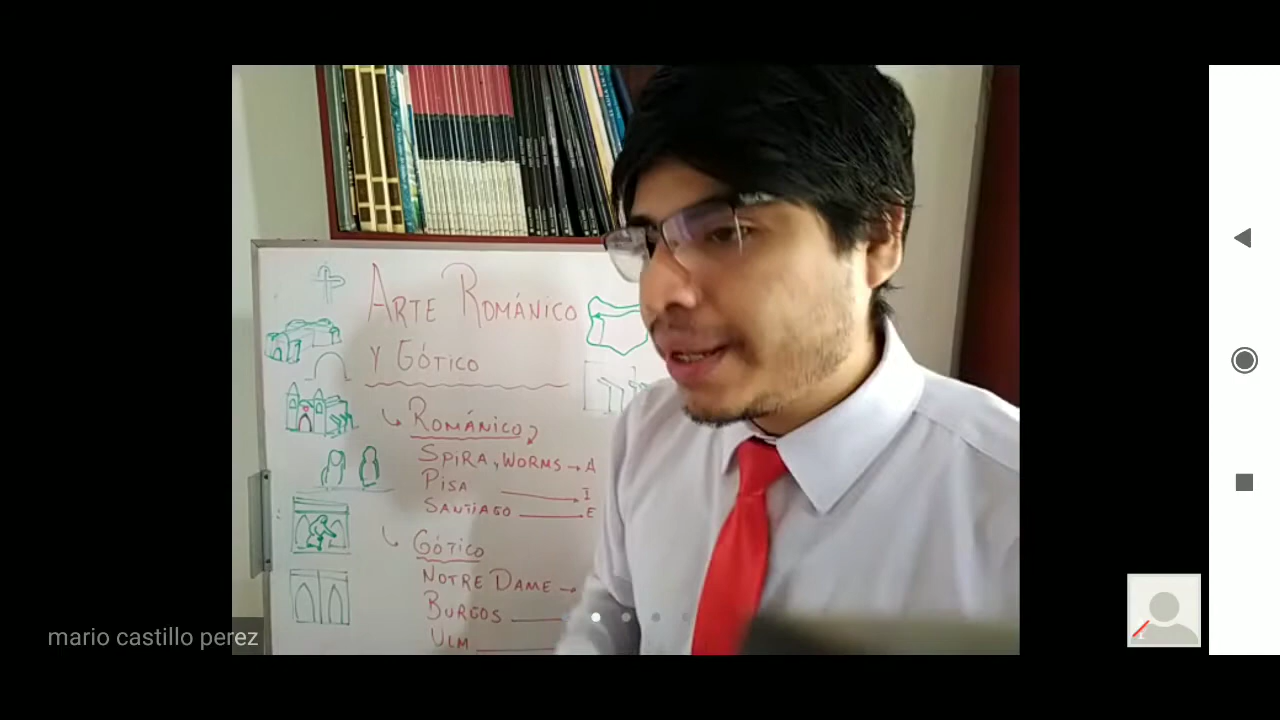 ARTE ROMÁNICO
Y GÓTICO
ROMÁNICO
SPIRA, WORMS → A
PISA → I
SANTIAGO → E
GÓTICO
NOTRE DAME →
BURGOS
ULM
mario castillo perez